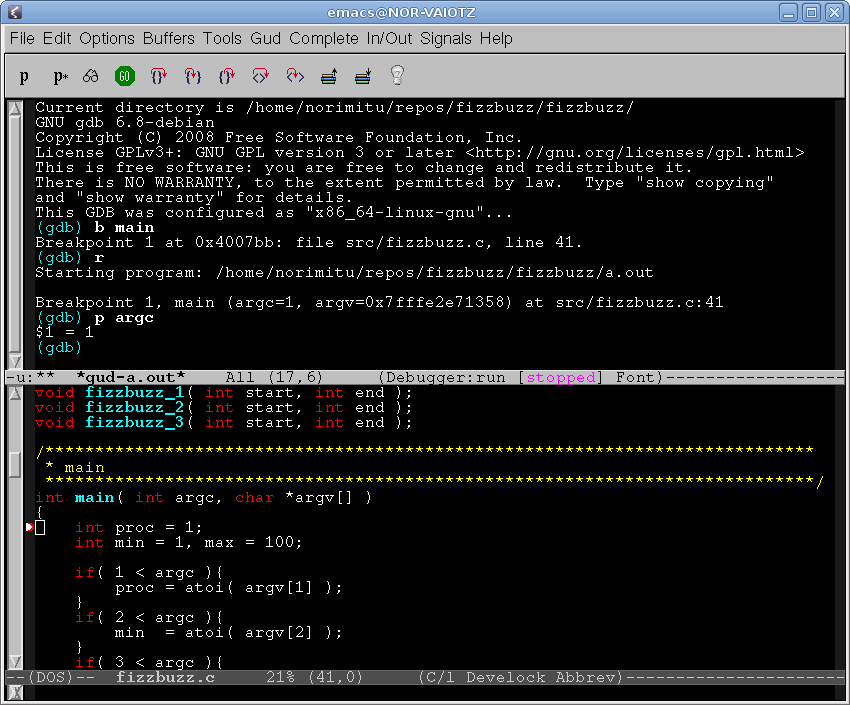 emacs@NOR-VAIOTZ
File Edit Options Buffers Tools Gud Complete In/Out Signals Help
p p* GO
Current directory is /home/norimitu/repos/fizzbuzz/fizzbuzz/
GNU gdb 6.8-debian
Copyright (C) 2008 Free Software Foundation, Inc.
License GPLv3+: GNU GPL version 3 or later <http://gnu.org/licenses/gpl.html>
This is free software: you are free to change and redistribute it.
There is NO WARRANTY, to the extent permitted by law.  Type "show copying"
and "show warranty" for details.
This GDB was configured as "x86_64-linux-gnu"...
(gdb) b main
Breakpoint 1 at 0x4007bb: file src/fizzbuzz.c, line 41.
(gdb) r
Starting program: /home/norimitu/repos/fizzbuzz/fizzbuzz/a.out

Breakpoint 1, main (argc=1, argv=0x7fffe2e71358) at src/fizzbuzz.c:41
(gdb) p argc
$1 = 1
(gdb)
-u:**  *gud-a.out*    All (17,6)      (Debugger:run [stopped] Font)------------------
void fizzbuzz_1( int start, int end );
void fizzbuzz_2( int start, int end );
void fizzbuzz_3( int start, int end );

/*****************************************************************************
 * main
 *****************************************************************************/
int main( int argc, char *argv[] )
{
    int proc = 1;
    int min = 1, max = 100;

    if( 1 < argc ){
        proc = atoi( argv[1] );
    }
    if( 2 < argc ){
        min  = atoi( argv[2] );
    }
    if( 3 < argc ){
--(DOS)--  fizzbuzz.c     21% (41,0)      (C/l Develock Abbrev)----------------------